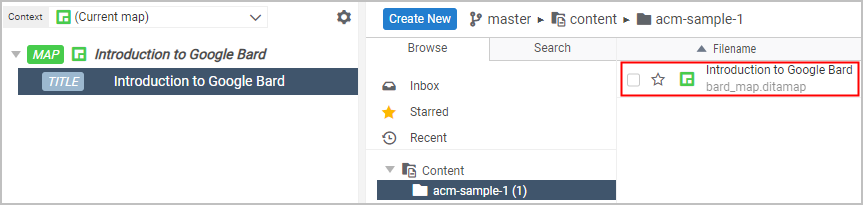 Context (Current map)
MAP Introduction to Google Bard
TITLE Introduction to Google Bard
Create New master content acm-sample-1
Browse Search
Inbox
Starred
Recent
Content
acm-sample-1 (1)
Filename
Introduction to Google Bard
bard_map.ditamap